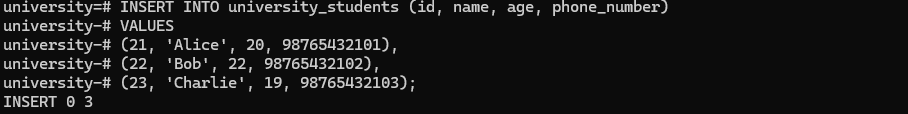 university=# INSERT INTO university_students (id, name, age, phone_number)
university-# VALUES
university-# (21, 'Alice', 20, 98765432101),
university-# (22, 'Bob', 22, 98765432102),
university-# (23, 'Charlie', 19, 98765432103);
INSERT 0 3